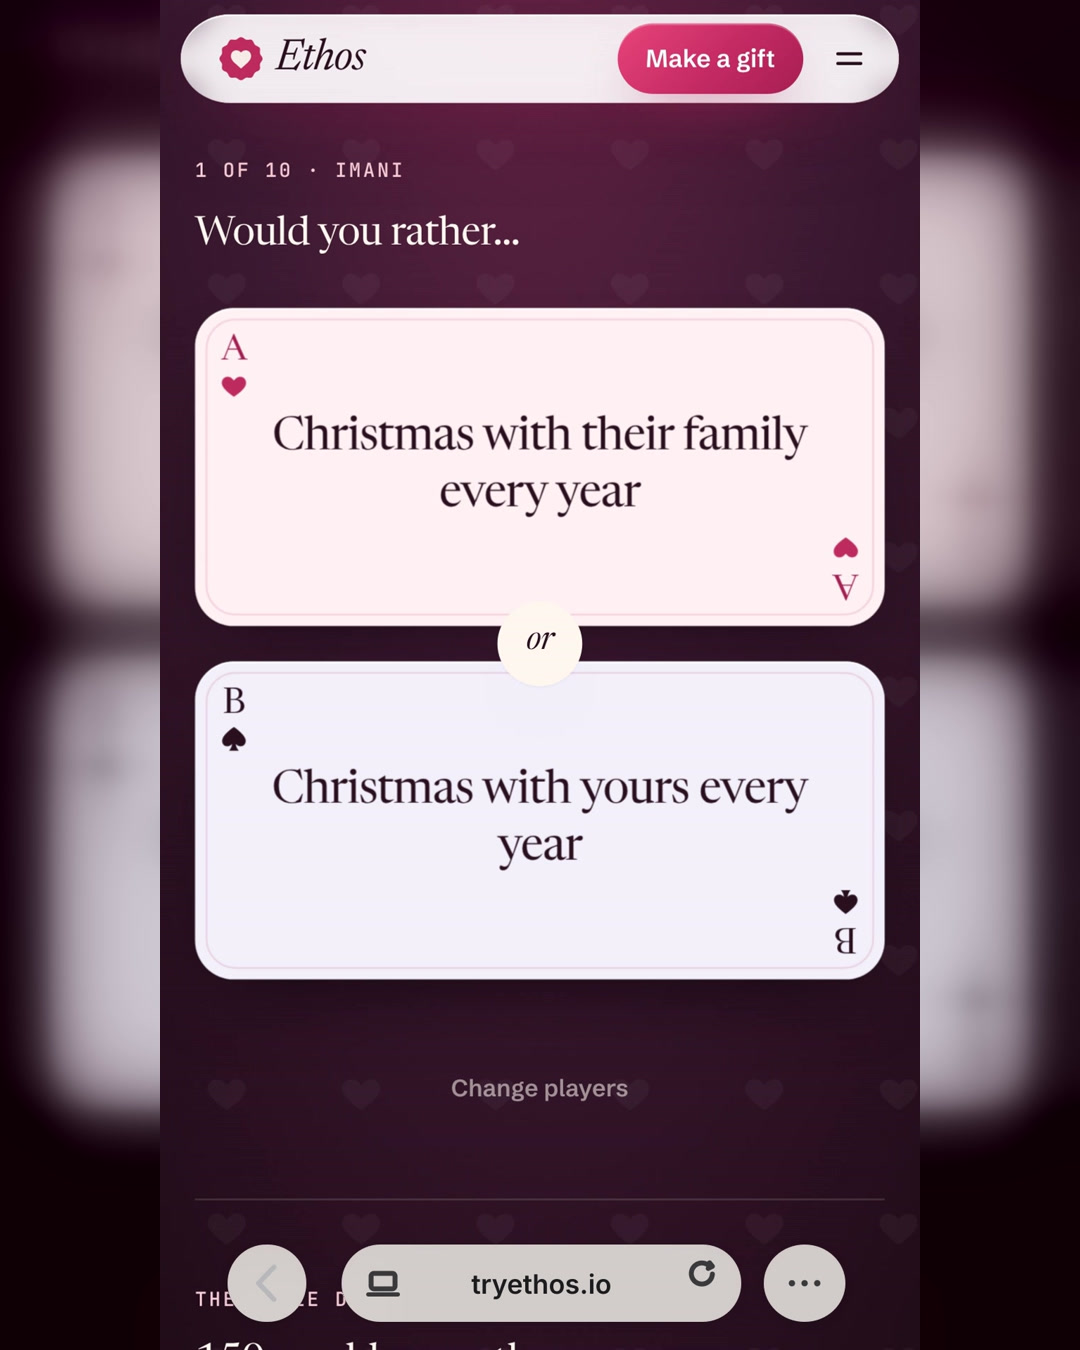 Ethos
Make a gift
1 OF 10 · IMANI
Would you rather...
A
Christmas with their family
every year
A
or
B
Christmas with yours every
year
B
Change players
tryethos.io